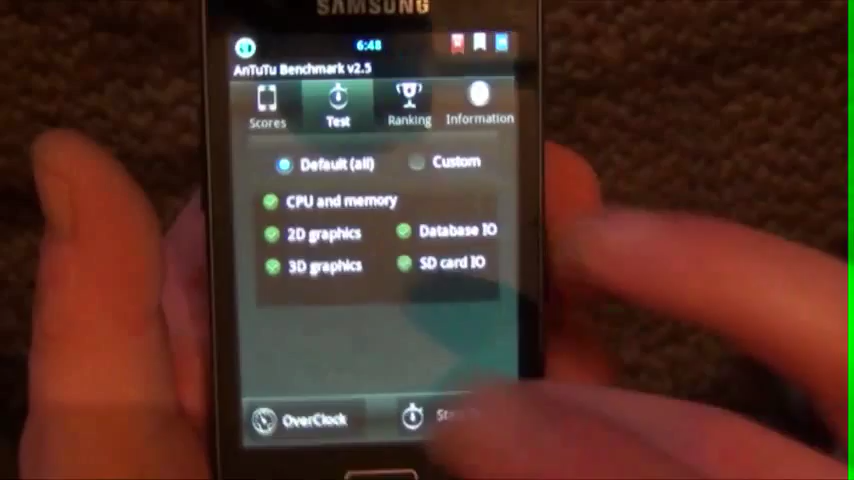 SAMSUNG
6:48
AnTuTu Benchmark v2.5
Scores Test Ranking Information
Default (all) Custom
CPU and memory
2D graphics Database IO
3D graphics SD card IO
OverClock